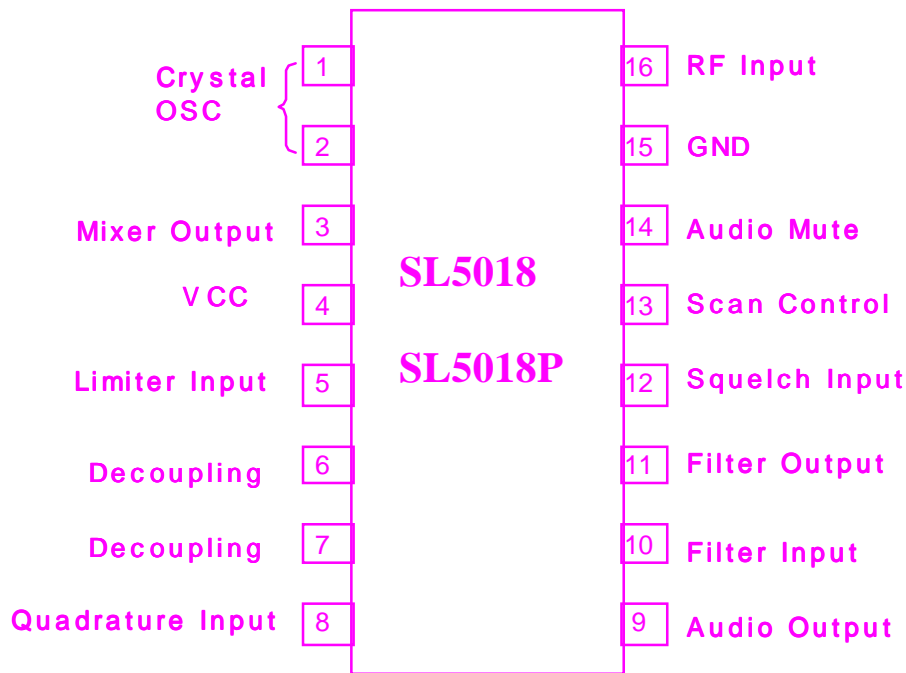 Crystal
OSC
1
2
Mixer Output 3
VCC 4
Limiter Input 5
Decoupling 6
Decoupling 7
Quadrature Input 8
SL5018
SL5018P
16 RF Input
15 GND
14 Audio Mute
13 Scan Control
12 Squelch Input
11 Filter Output
10 Filter Input
9 Audio Output